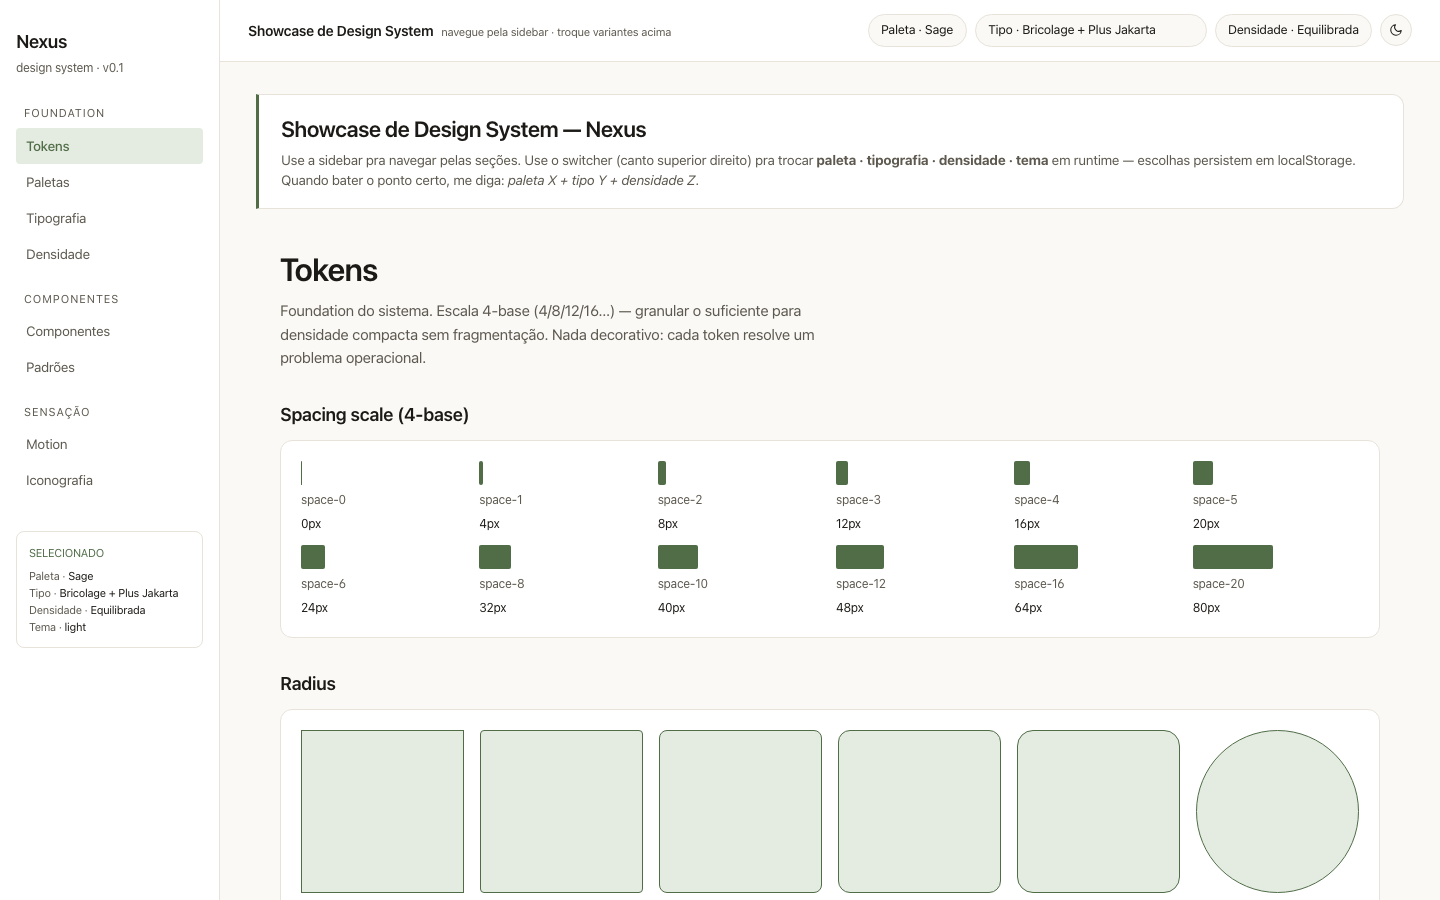 Nexus
design system · v0.1
FOUNDATION
Tokens
Paletas
Tipografia
Densidade
COMPONENTES
Componentes
Padrões
SENSAÇÃO
Motion
Iconografia
SELECIONADO
Paleta · Sage
Tipo · Bricolage + Plus Jakarta
Densidade · Equilibrada
Tema · light
Showcase de Design System navegue pela sidebar · troque variantes acima
Paleta · Sage
Tipo · Bricolage + Plus Jakarta
Densidade · Equilibrada
Showcase de Design System — Nexus
Use a sidebar pra navegar pelas seções. Use o switcher (canto superior direito) pra trocar paleta · tipografia · densidade · tema em runtime — escolhas persistem em localStorage.
Quando bater o ponto certo, me diga: paleta X + tipo Y + densidade Z.
Tokens
Foundation do sistema. Escala 4-base (4/8/12/16…) — granular o suficiente para
densidade compacta sem fragmentação. Nada decorativo: cada token resolve um
problema operacional.
Spacing scale (4-base)
space-0 space-1 space-2 space-3 space-4 space-5
0px 4px 8px 12px 16px 20px
space-6 space-8 space-10 space-12 space-16 space-20
24px 32px 40px 48px 64px 80px
Radius